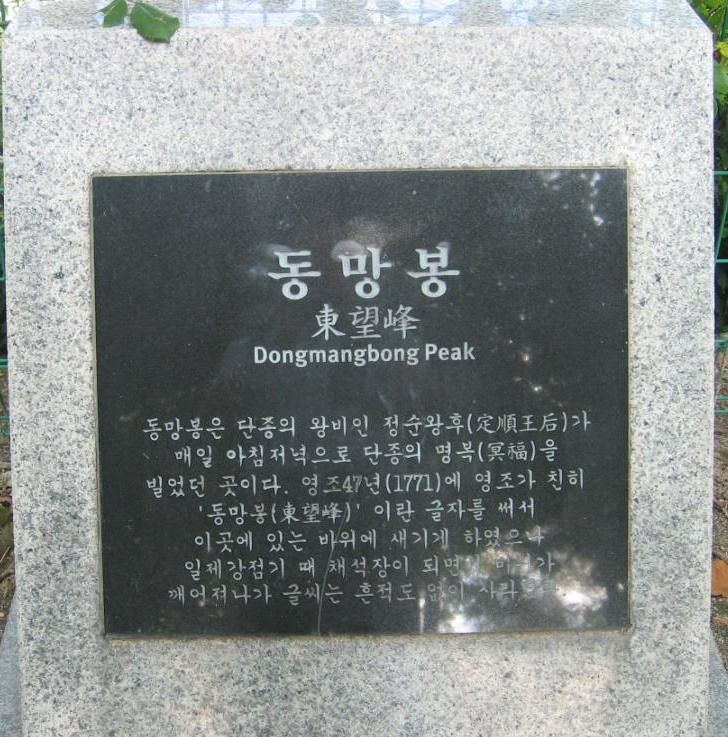 동망봉
東望峰
Dongmangbong Peak
동망봉은 단종의 왕비인 정순왕후(定順王后)가
매일 아침저녁으로 단종의 명복(冥福)을
빌었던 곳이다. 영조47년(1771)에 영조가 친히
'동망봉(東望峰)' 이란 글자를 써서
이곳에 있는 바위에 새기게 하였으나
일제강점기 때 채석장이 되면서
깨어져나가 글씨는 흔적도 없이